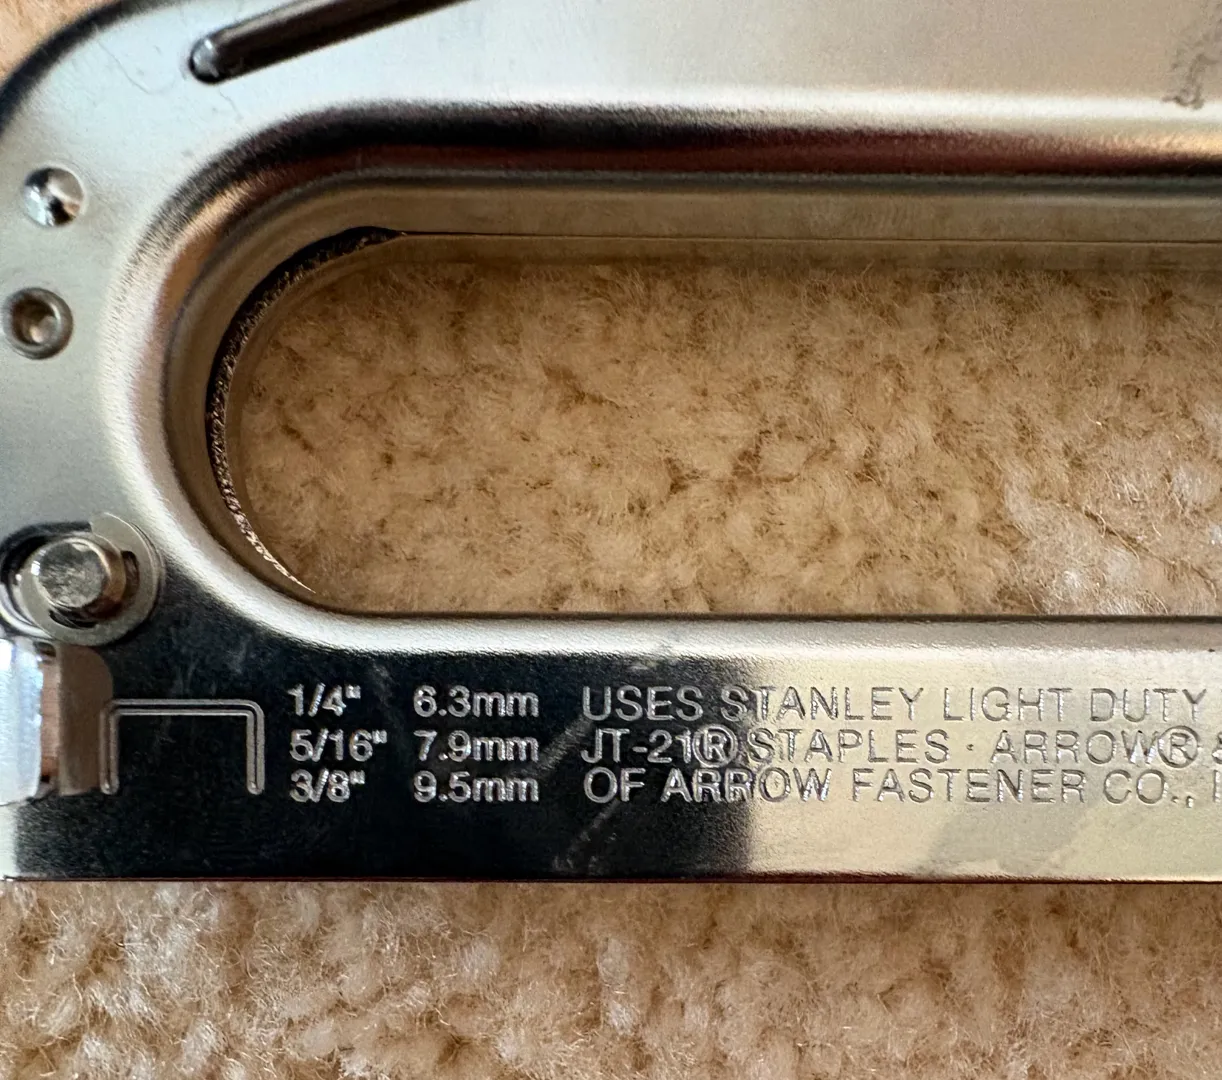 1/4" 6.3mm USES STANLEY LIGHT DUTY
5/16" 7.9mm JT-21® STAPLES · ARROW®
3/8" 9.5mm OF ARROW FASTENER CO.,